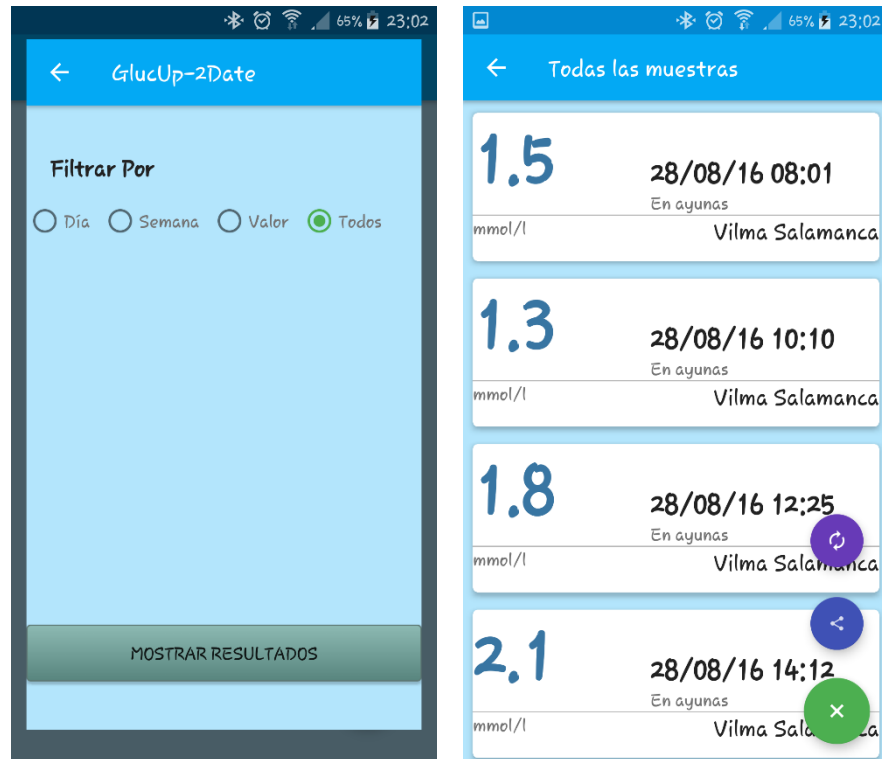 65% 23:02
GlucUp-2Date
Filtrar Por
Día Semana Valor Todos
MOSTRAR RESULTADOS
65% 23:02
Todas las muestras
1.5
28/08/16 08:01
En ayunas
mmol/l
Vilma Salamanca
1.3
28/08/16 10:10
En ayunas
mmol/l
Vilma Salamanca
1.8
28/08/16 12:25
En ayunas
mmol/l
Vilma Salamanca
2.1
28/08/16 14:12
En ayunas
mmol/l
Vilma Salamanca